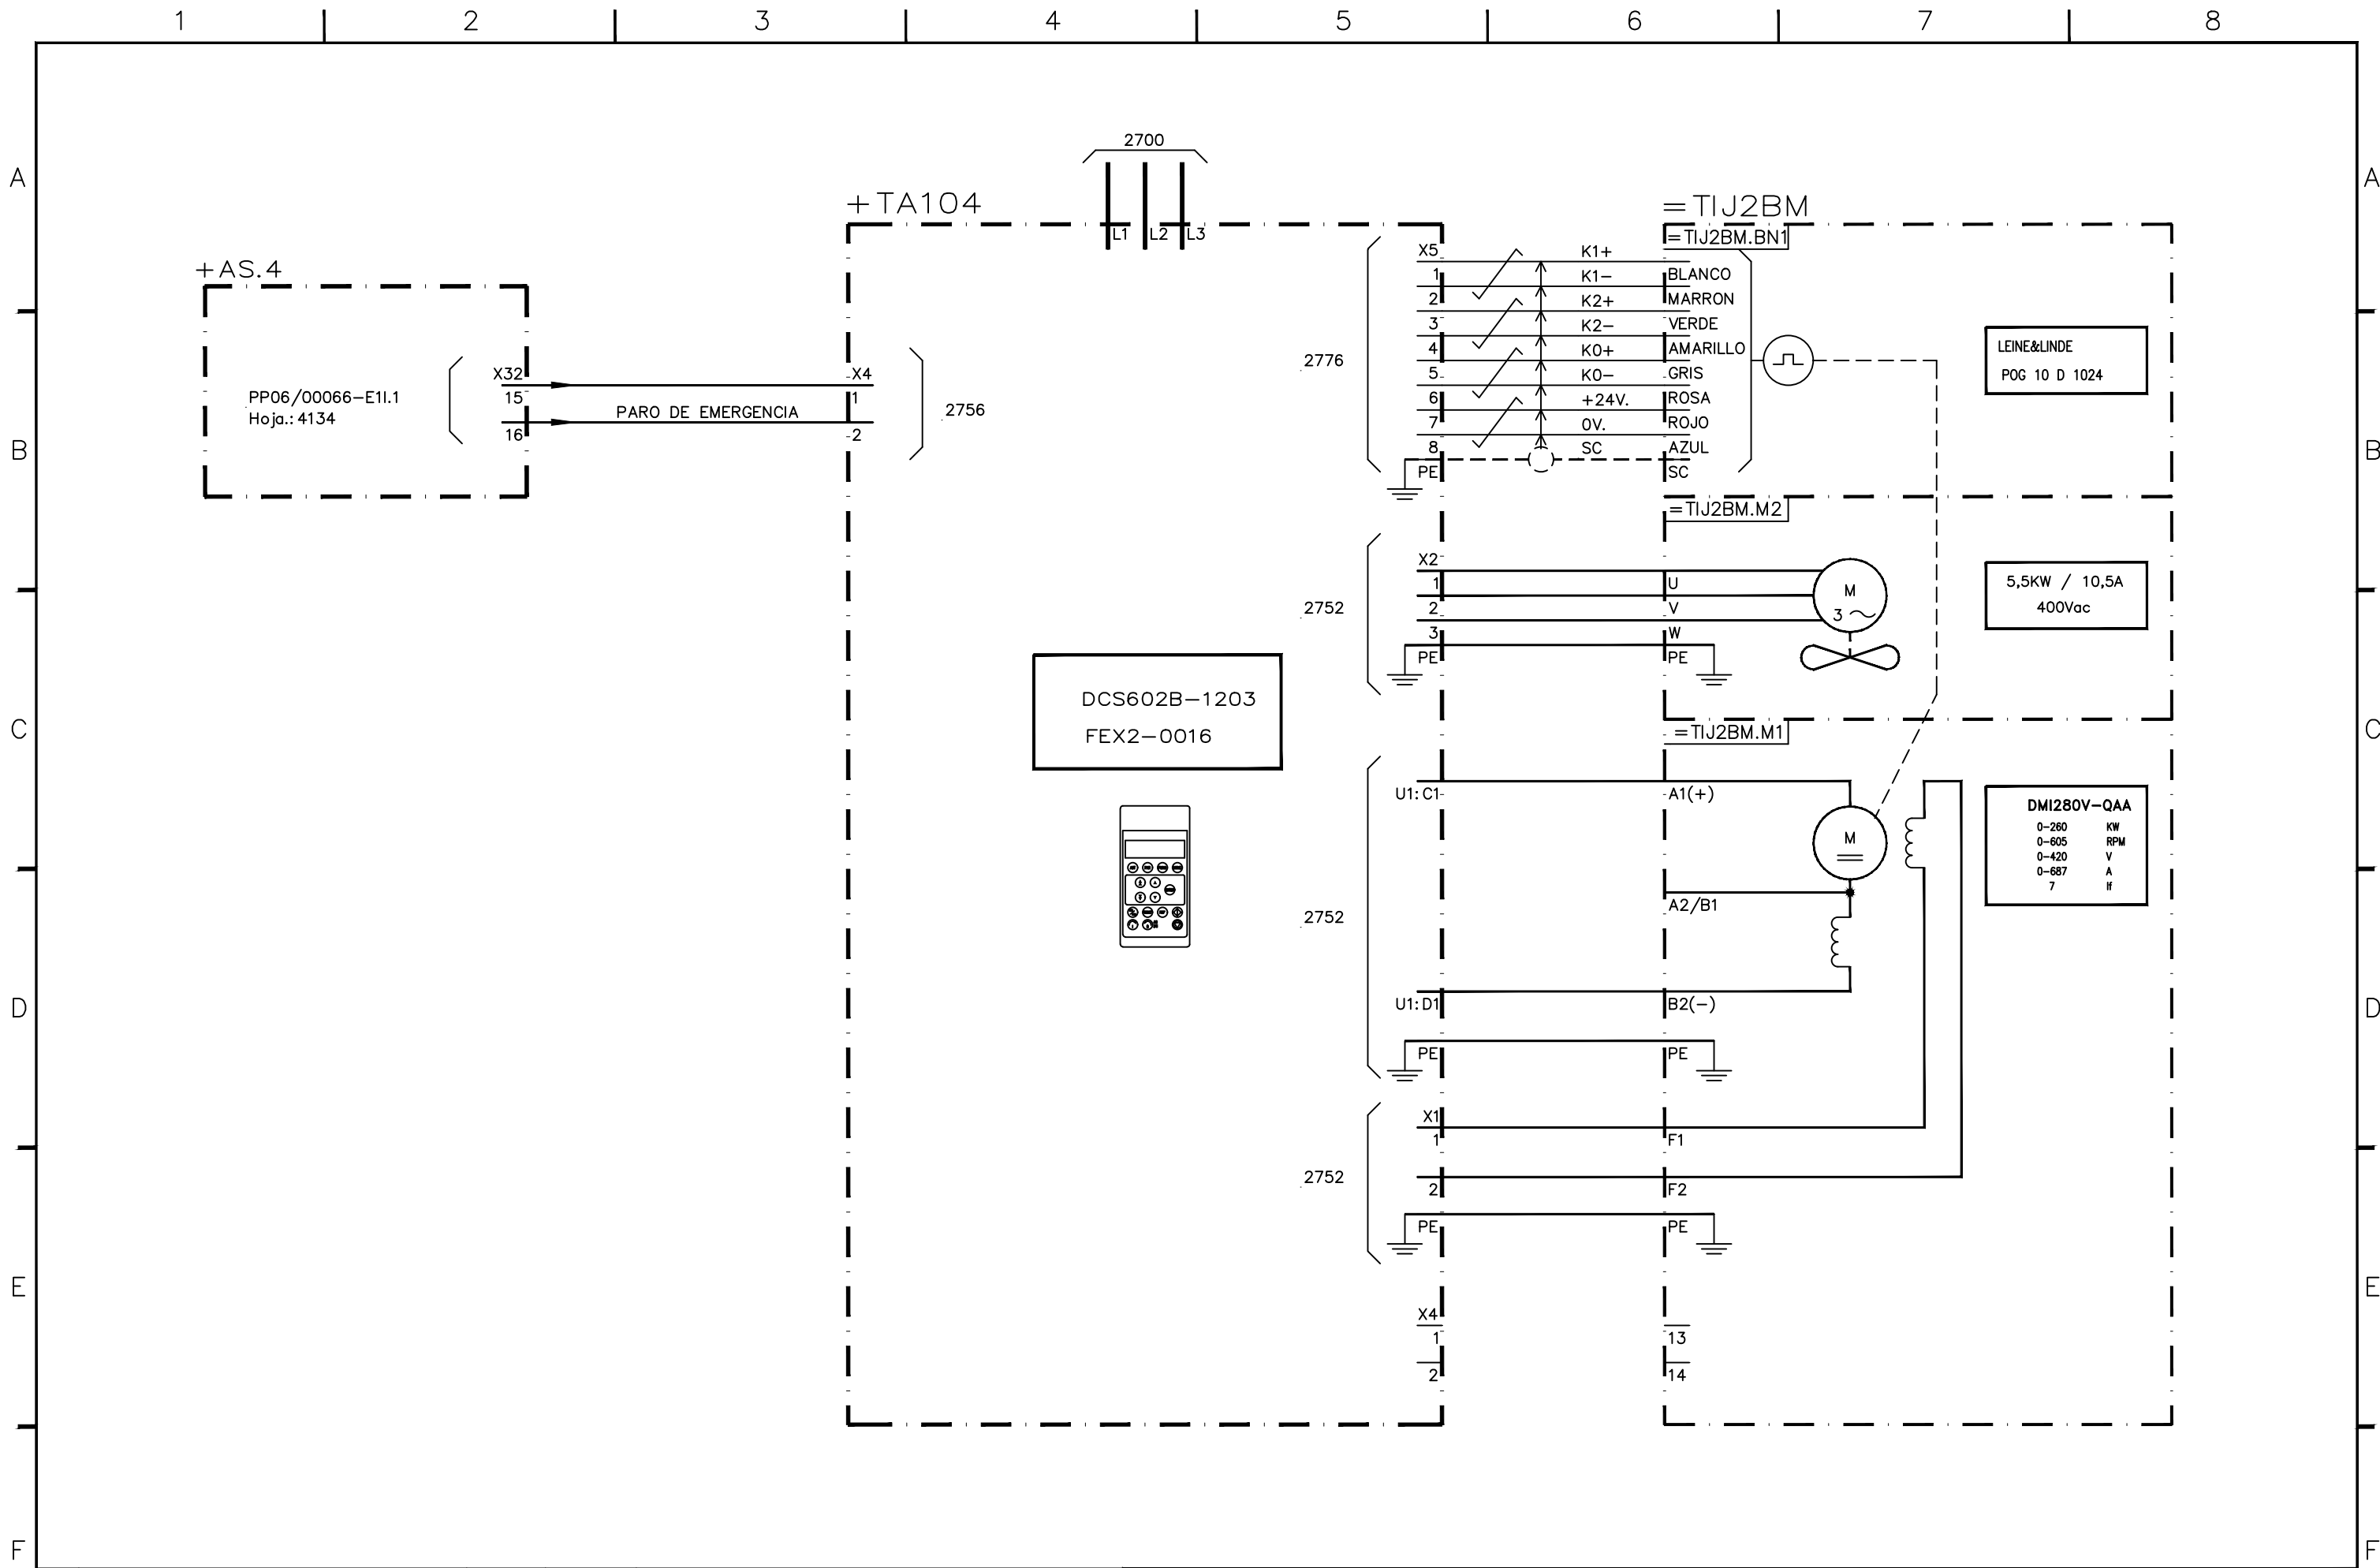 1 2 3 4 5 6 7 8
A A
B B
C C
D D
E E
F F
2700
L1 L2 L3
+AS.4
PP06/00066-E1I.1
Hoja.: 4134
X32
15
16
PARO DE EMERGENCIA
+TA104
X4
1
2
2756
DCS602B-1203
FEX2-0016
=TIJ2BM
=TIJ2BM.BN1
2776
X5 K1+
1 K1- BLANCO
2 K2+ MARRON
3 K2- VERDE
4 K0+ AMARILLO
5 K0- GRIS
6 +24V. ROSA
7 0V. ROJO
8 SC AZUL
PE SC
LEINE&LINDE
POG 10 D 1024
=TIJ2BM.M2
2752
X2
1 U
2 V
3 W
PE PE
M
3
5,5KW / 10,5A
400Vac
=TIJ2BM.M1
2752
U1:C1 A1(+)
M
A2/B1
U1:D1 B2(-)
PE PE
DMI280V-QAA
0-260 KW
0-605 RPM
0-420 V
0-687 A
7 If
2752
X1
1 F1
2 F2
PE PE
X4
1 13
2 14